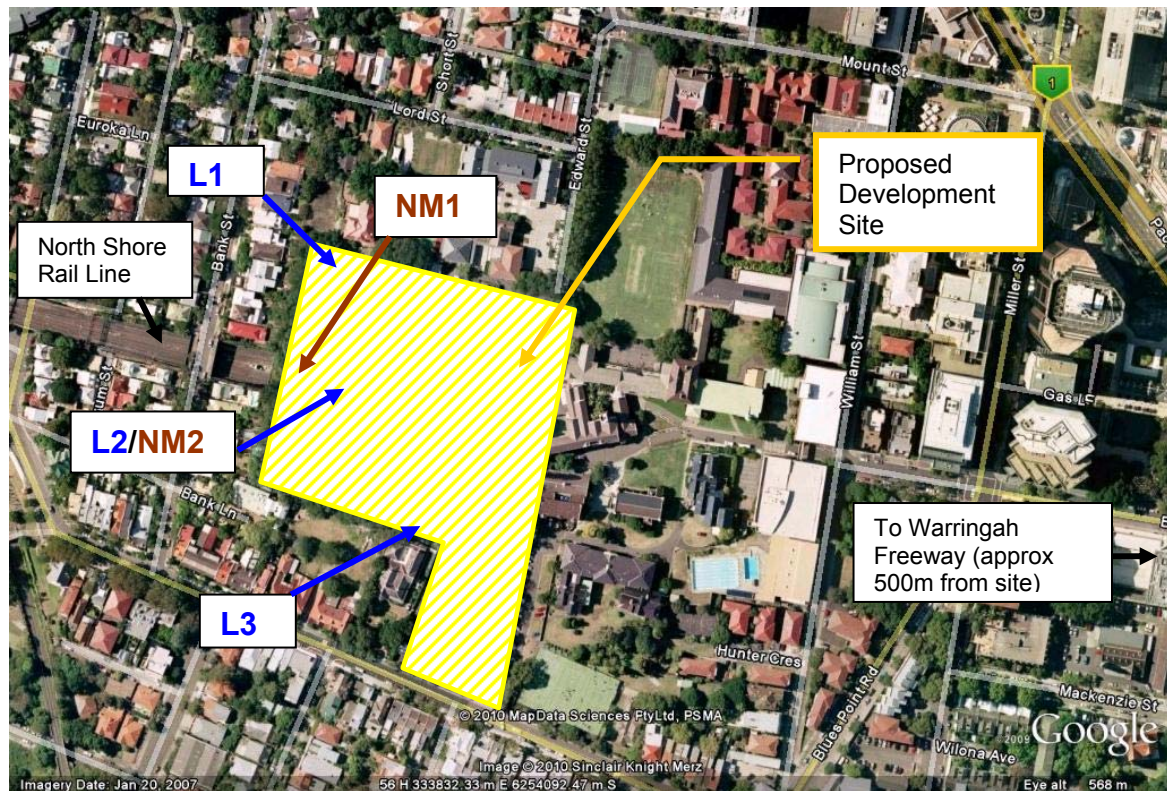 Mount St
1
Short St
Lord St
Euroka Ln
Edward St
L1
NM1
Proposed
Development
Site
North Shore
Rail Line
Bank St
Miller St
William St
Gas L
L2/NM2
Bank Ln
To Warringah
Freeway (approx
500m from site)
L3
Hunter Cres
Mackenzie St
Blues Point Rd
© 2010 MapData Sciences PtyLtd, PSMA
2009 Google
Wilona Ave
Image © 2010 Sinclair Knight Merz
Imagery Date: Jan 20, 2007
56 H 333832.33 m E 6254092.47 m S
Eye alt 568 m